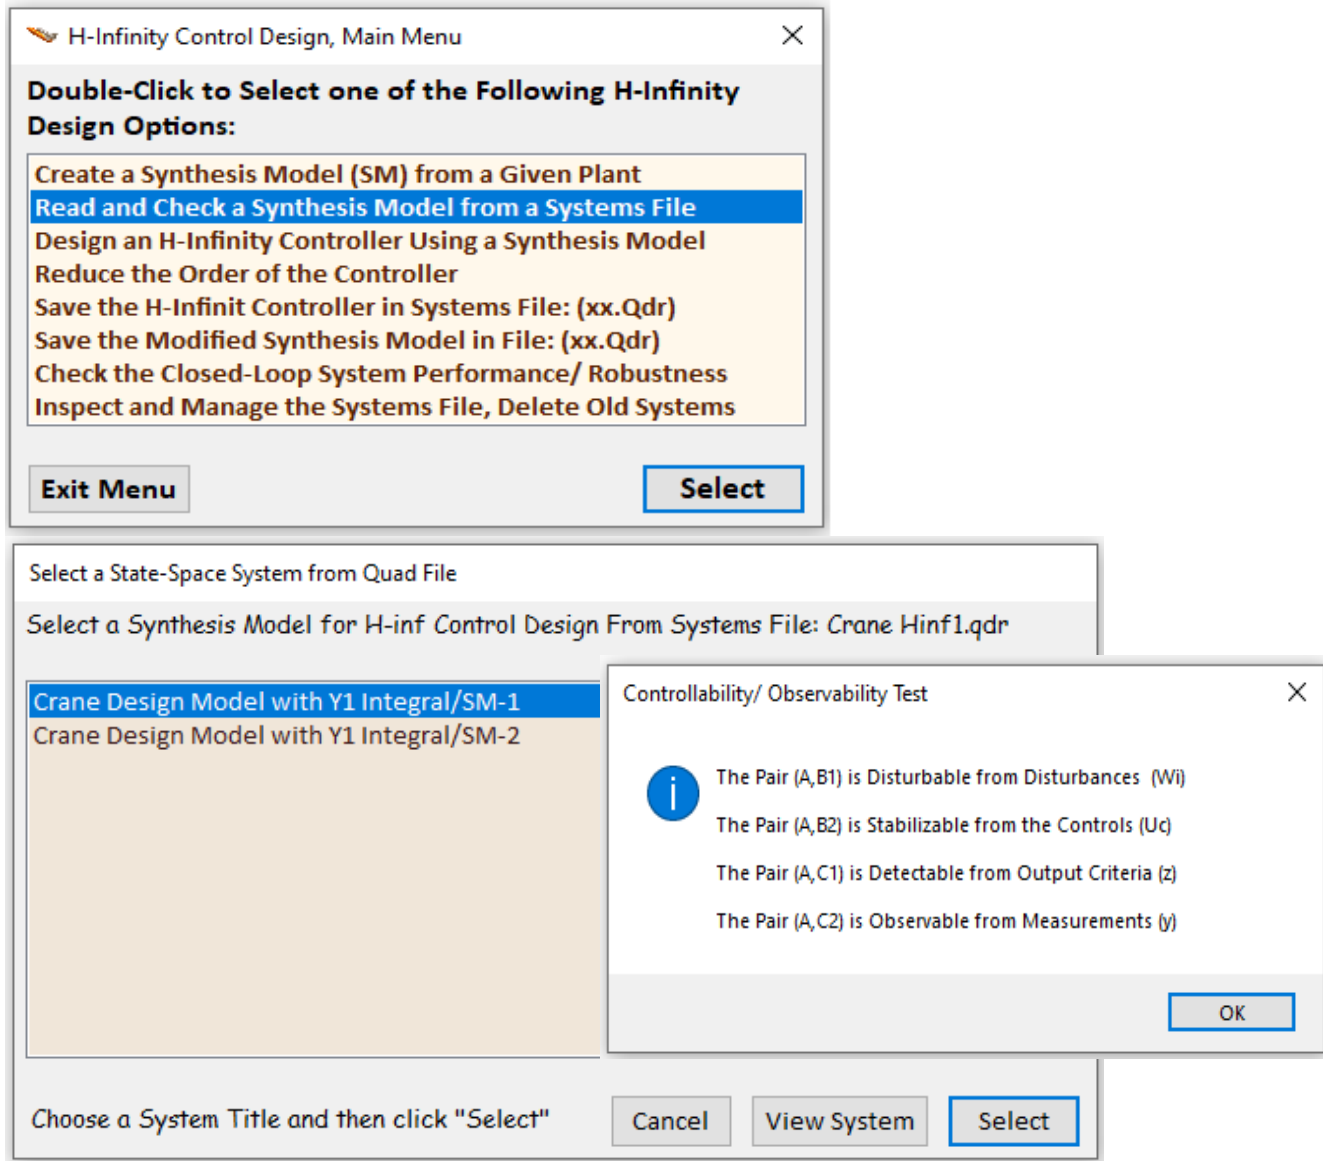 H-Infinity Control Design, Main Menu
Double-Click to Select one of the Following H-Infinity
Design Options:
Create a Synthesis Model (SM) from a Given Plant
Read and Check a Synthesis Model from a Systems File
Design an H-Infinity Controller Using a Synthesis Model
Reduce the Order of the Controller
Save the H-Infinit Controller in Systems File: (xx.Qdr)
Save the Modified Synthesis Model in File: (xx.Qdr)
Check the Closed-Loop System Performance/ Robustness
Inspect and Manage the Systems File, Delete Old Systems
Exit Menu
Select
Select a State-Space System from Quad File
Select a Synthesis Model for H-inf Control Design From Systems File: Crane Hinf1.qdr
Crane Design Model with Y1 Integral/SM-1
Crane Design Model with Y1 Integral/SM-2
Controllability/ Observability Test
The Pair (A,B1) is Disturbable from Disturbances (Wi)
The Pair (A,B2) is Stabilizable from the Controls (Uc)
The Pair (A,C1) is Detectable from Output Criteria (z)
The Pair (A,C2) is Observable from Measurements (y)
OK
Choose a System Title and then click "Select"
Cancel
View System
Select